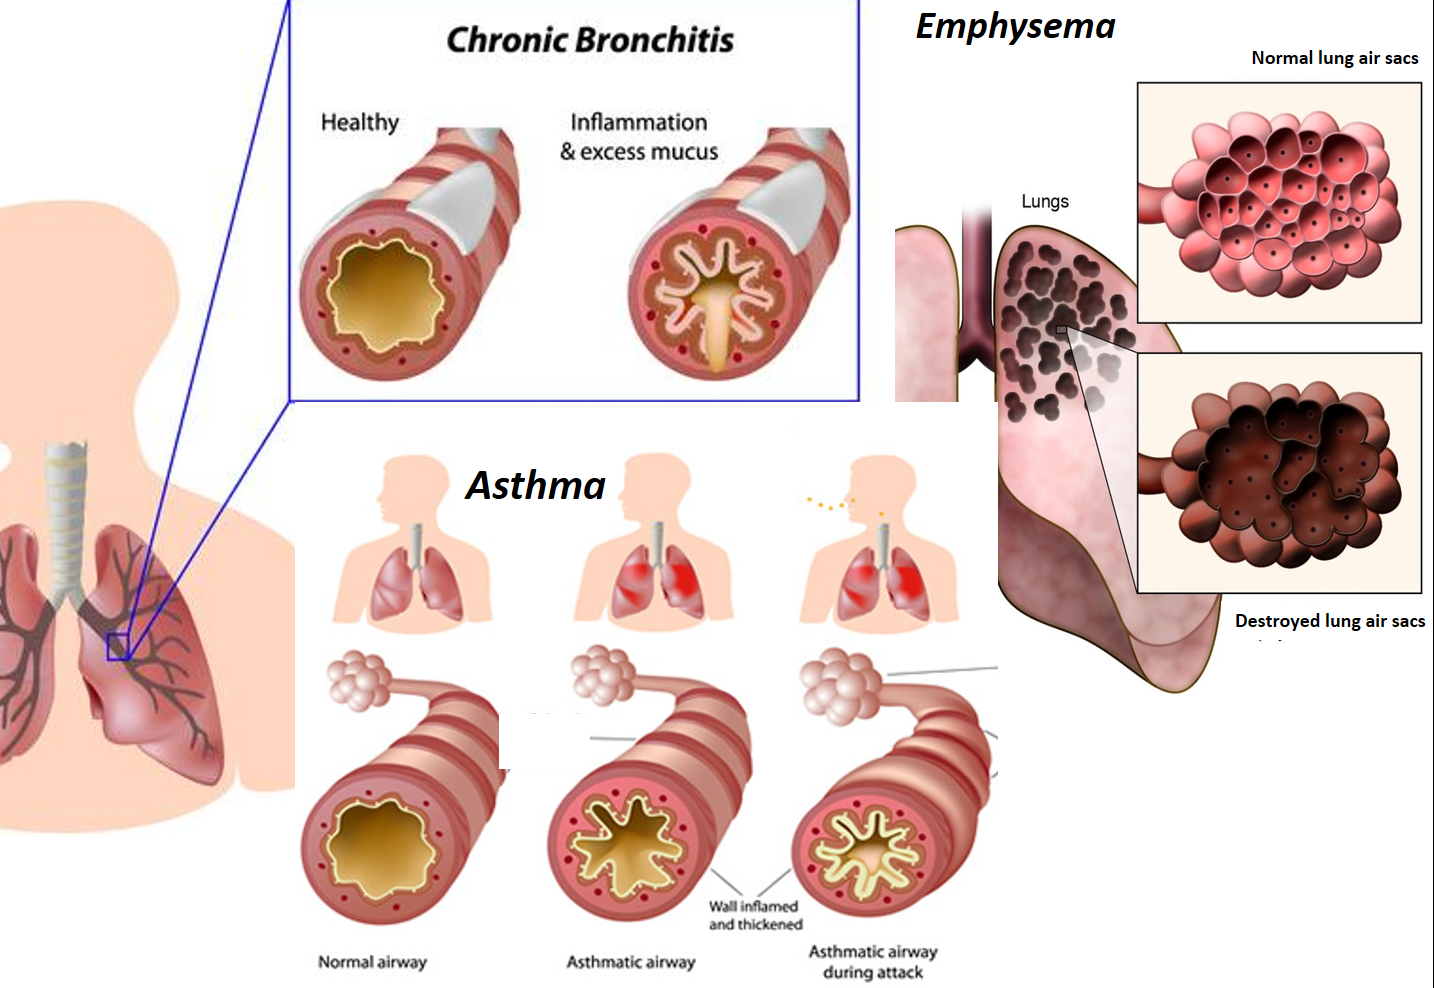 Chronic Bronchitis
Healthy
Inflammation
& excess mucus
Emphysema
Normal lung air sacs
Lungs
Destroyed lung air sacs
Asthma
Wall inflamed
and thickened
Normal airway
Asthmatic airway
Asthmatic airway
during attack